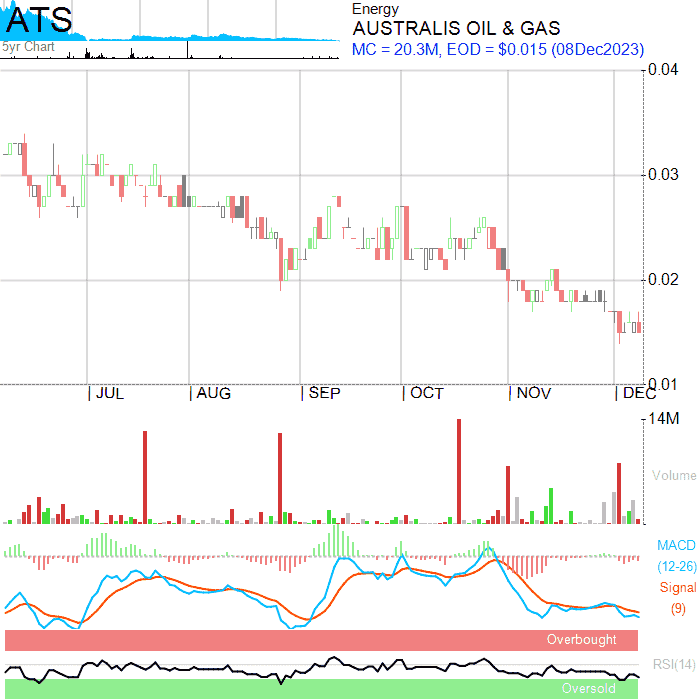 ATS
5yr Chart
Energy
AUSTRALIS OIL & GAS
MC = 20.3M, EOD = $0.015 (08Dec2023)
0.04
0.03
0.02
0.01
JUL AUG SEP OCT NOV DEC
14M
Volume
MACD
(12-26)
Signal
(9)
Overbought
RSI(14)
Oversold